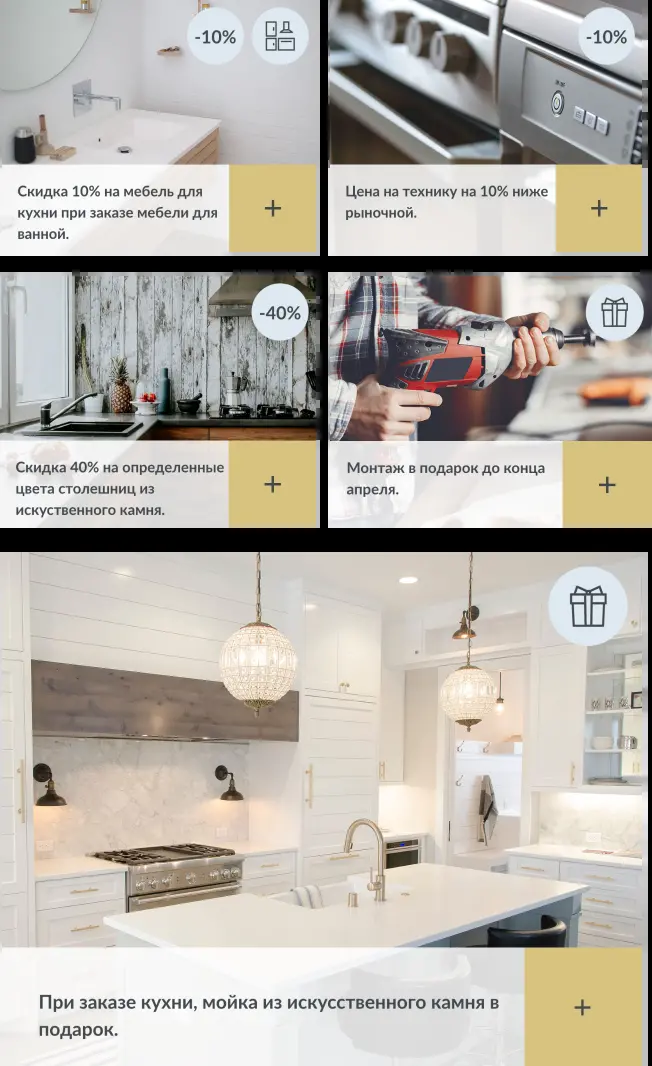 -10%
-10%
Скидка 10% на мебель для
кухни при заказе мебели для
ванной.
+
Цена на технику на 10% ниже
рыночной.
+
-40%
Скидка 40% на определенные
цвета столешниц из
искуственного камня.
+
Монтаж в подарок до конца
апреля.
+
При заказе кухни, мойка из искусственного камня в
подарок.
+